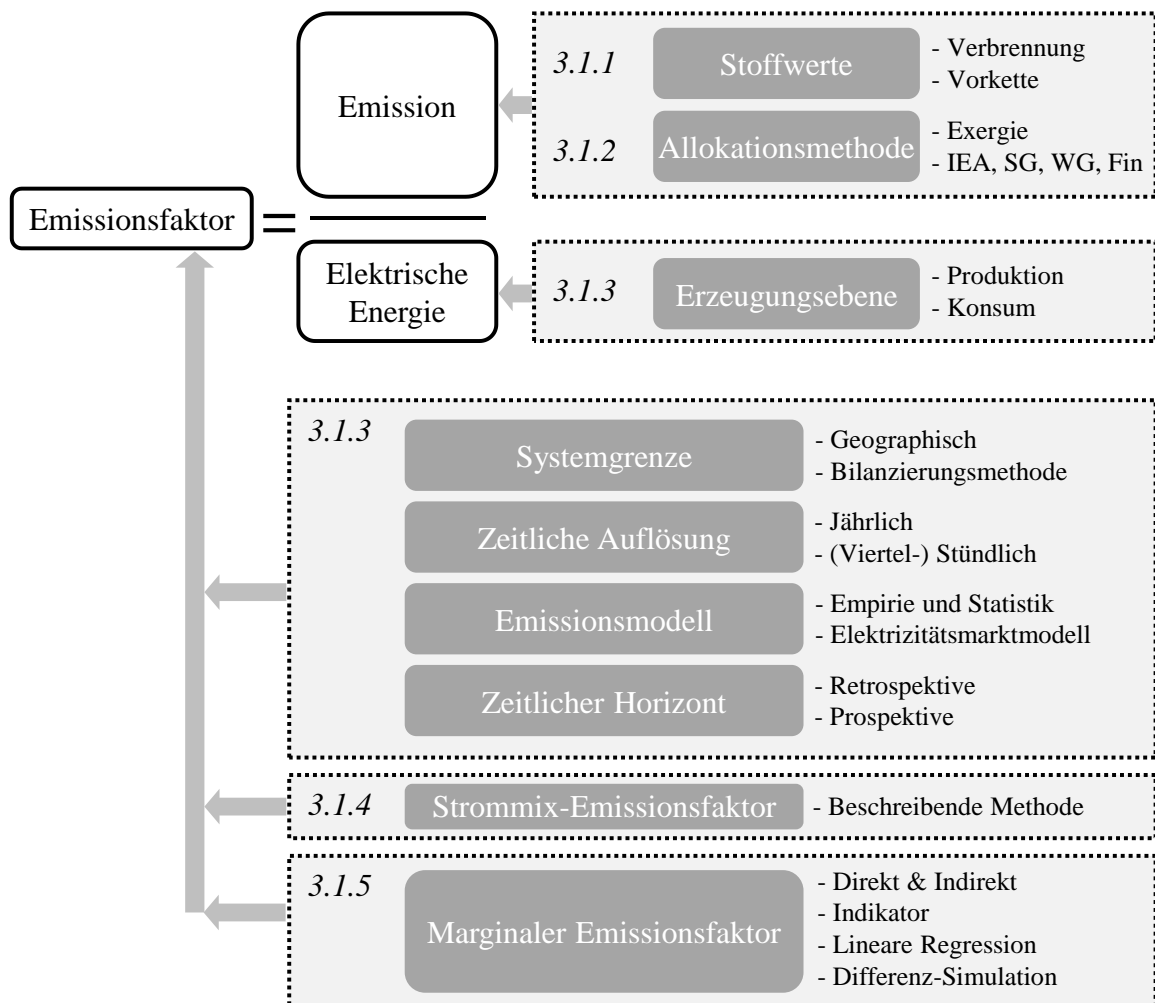 Emissionsfaktor
=
Emission
Elektrische
Energie
3.1.1
Stoffwerte
- Verbrennung
- Vorkette
3.1.2
Allokationsmethode
- Exergie
- IEA, SG, WG, Fin
3.1.3
Erzeugungsebene
- Produktion
- Konsum
3.1.3
Systemgrenze
- Geographisch
- Bilanzierungsmethode
Zeitliche Auflösung
- Jährlich
- (Viertel-) Stündlich
Emissionsmodell
- Empirie und Statistik
- Elektrizitätsmarktmodell
Zeitlicher Horizont
- Retrospektive
- Prospektive
3.1.4
Strommix-Emissionsfaktor
- Beschreibende Methode
3.1.5
Marginaler Emissionsfaktor
- Direkt & Indirekt
- Indikator
- Lineare Regression
- Differenz-Simulation